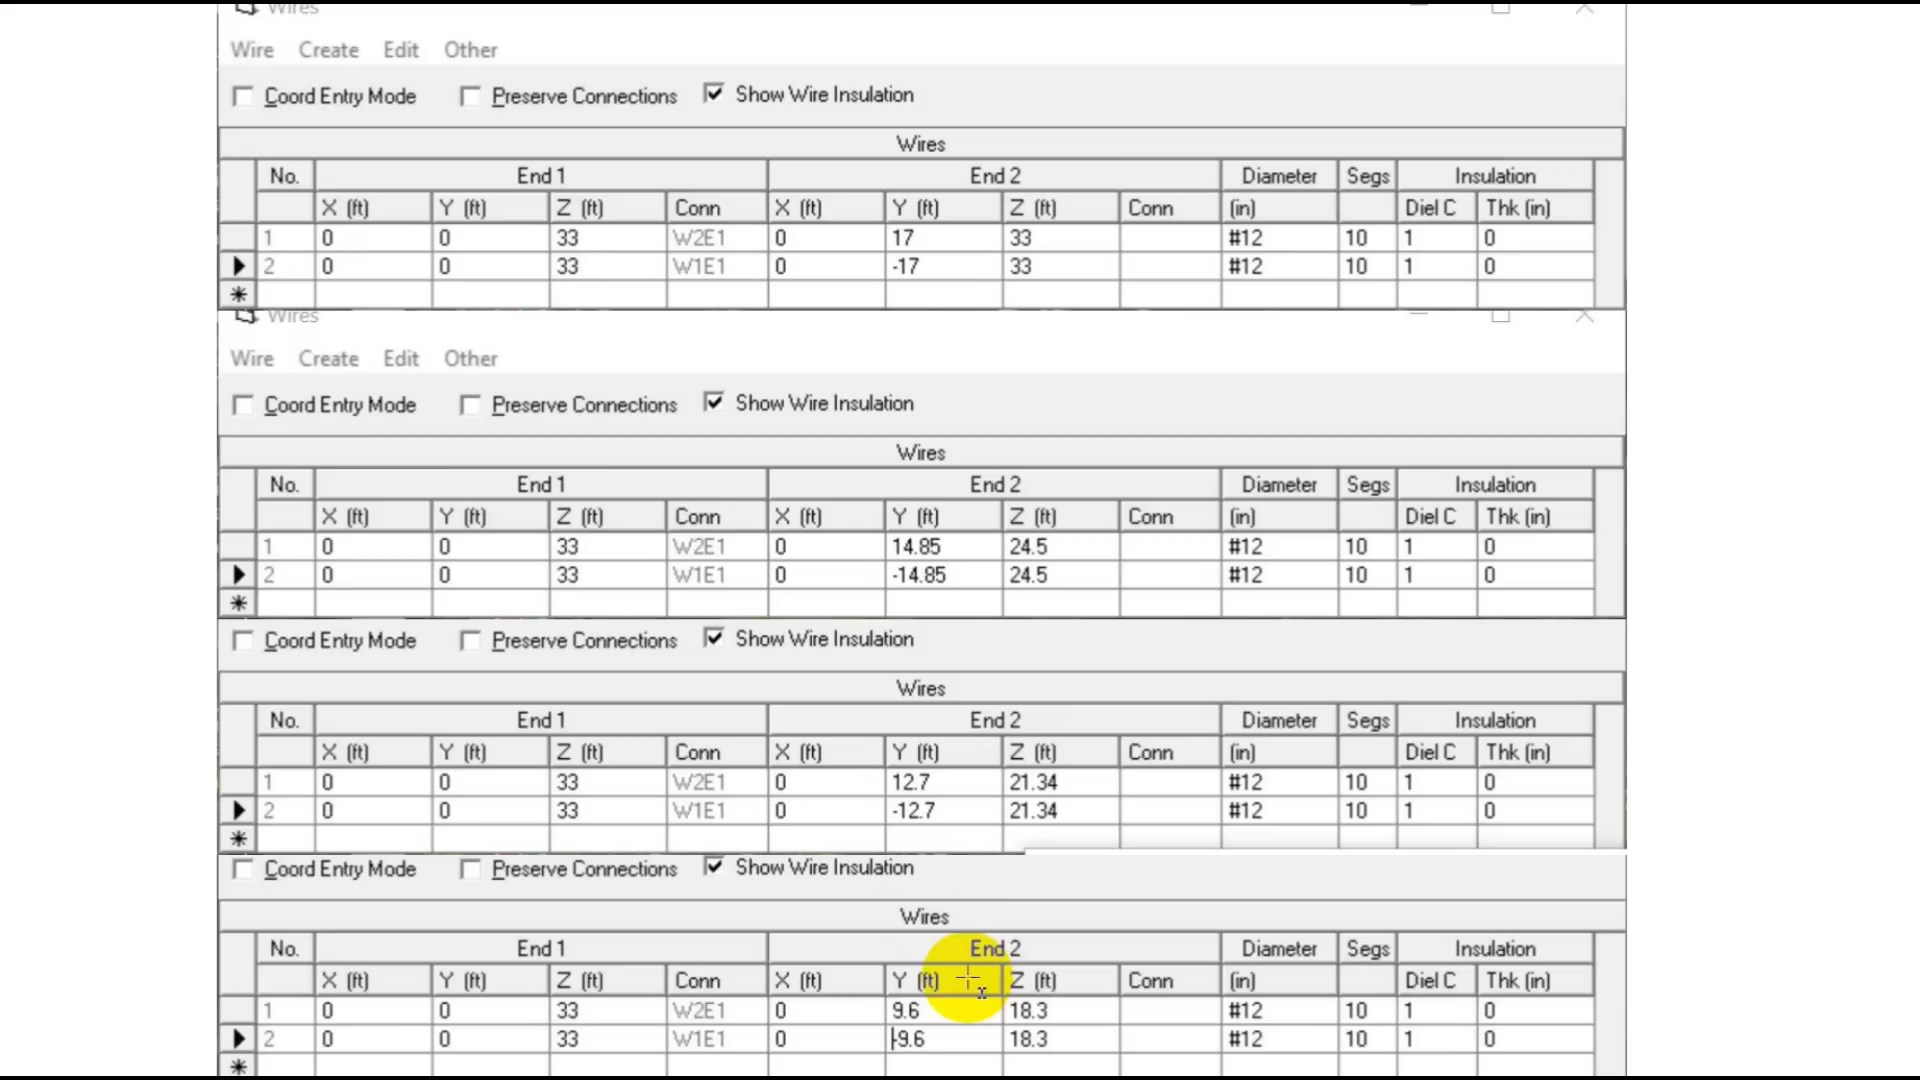 Wires
Wire Create Edit Other
Coord Entry Mode Preserve Connections Show Wire Insulation
Wires
No. End 1 End 2 Diameter Segs Insulation
X (ft) Y (ft) Z (ft) Conn X (ft) Y (ft) Z (ft) Conn (in) Diel C Thk (in)
1 0 0 33 W2E1 0 17 33 #12 10 1 0
2 0 0 33 W1E1 0 -17 33 #12 10 1 0
Wires
Wire Create Edit Other
Coord Entry Mode Preserve Connections Show Wire Insulation
Wires
No. End 1 End 2 Diameter Segs Insulation
X (ft) Y (ft) Z (ft) Conn X (ft) Y (ft) Z (ft) Conn (in) Diel C Thk (in)
1 0 0 33 W2E1 0 14.85 24.5 #12 10 1 0
2 0 0 33 W1E1 0 -14.85 24.5 #12 10 1 0
Coord Entry Mode Preserve Connections Show Wire Insulation
Wires
No. End 1 End 2 Diameter Segs Insulation
X (ft) Y (ft) Z (ft) Conn X (ft) Y (ft) Z (ft) Conn (in) Diel C Thk (in)
1 0 0 33 W2E1 0 12.7 21.34 #12 10 1 0
2 0 0 33 W1E1 0 -12.7 21.34 #12 10 1 0
Coord Entry Mode Preserve Connections Show Wire Insulation
Wires
No. End 1 End 2 Diameter Segs Insulation
X (ft) Y (ft) Z (ft) Conn X (ft) Y (ft) Z (ft) Conn (in) Diel C Thk (in)
1 0 0 33 W2E1 0 9.6 18.3 #12 10 1 0
2 0 0 33 W1E1 0 -9.6 18.3 #12 10 1 0